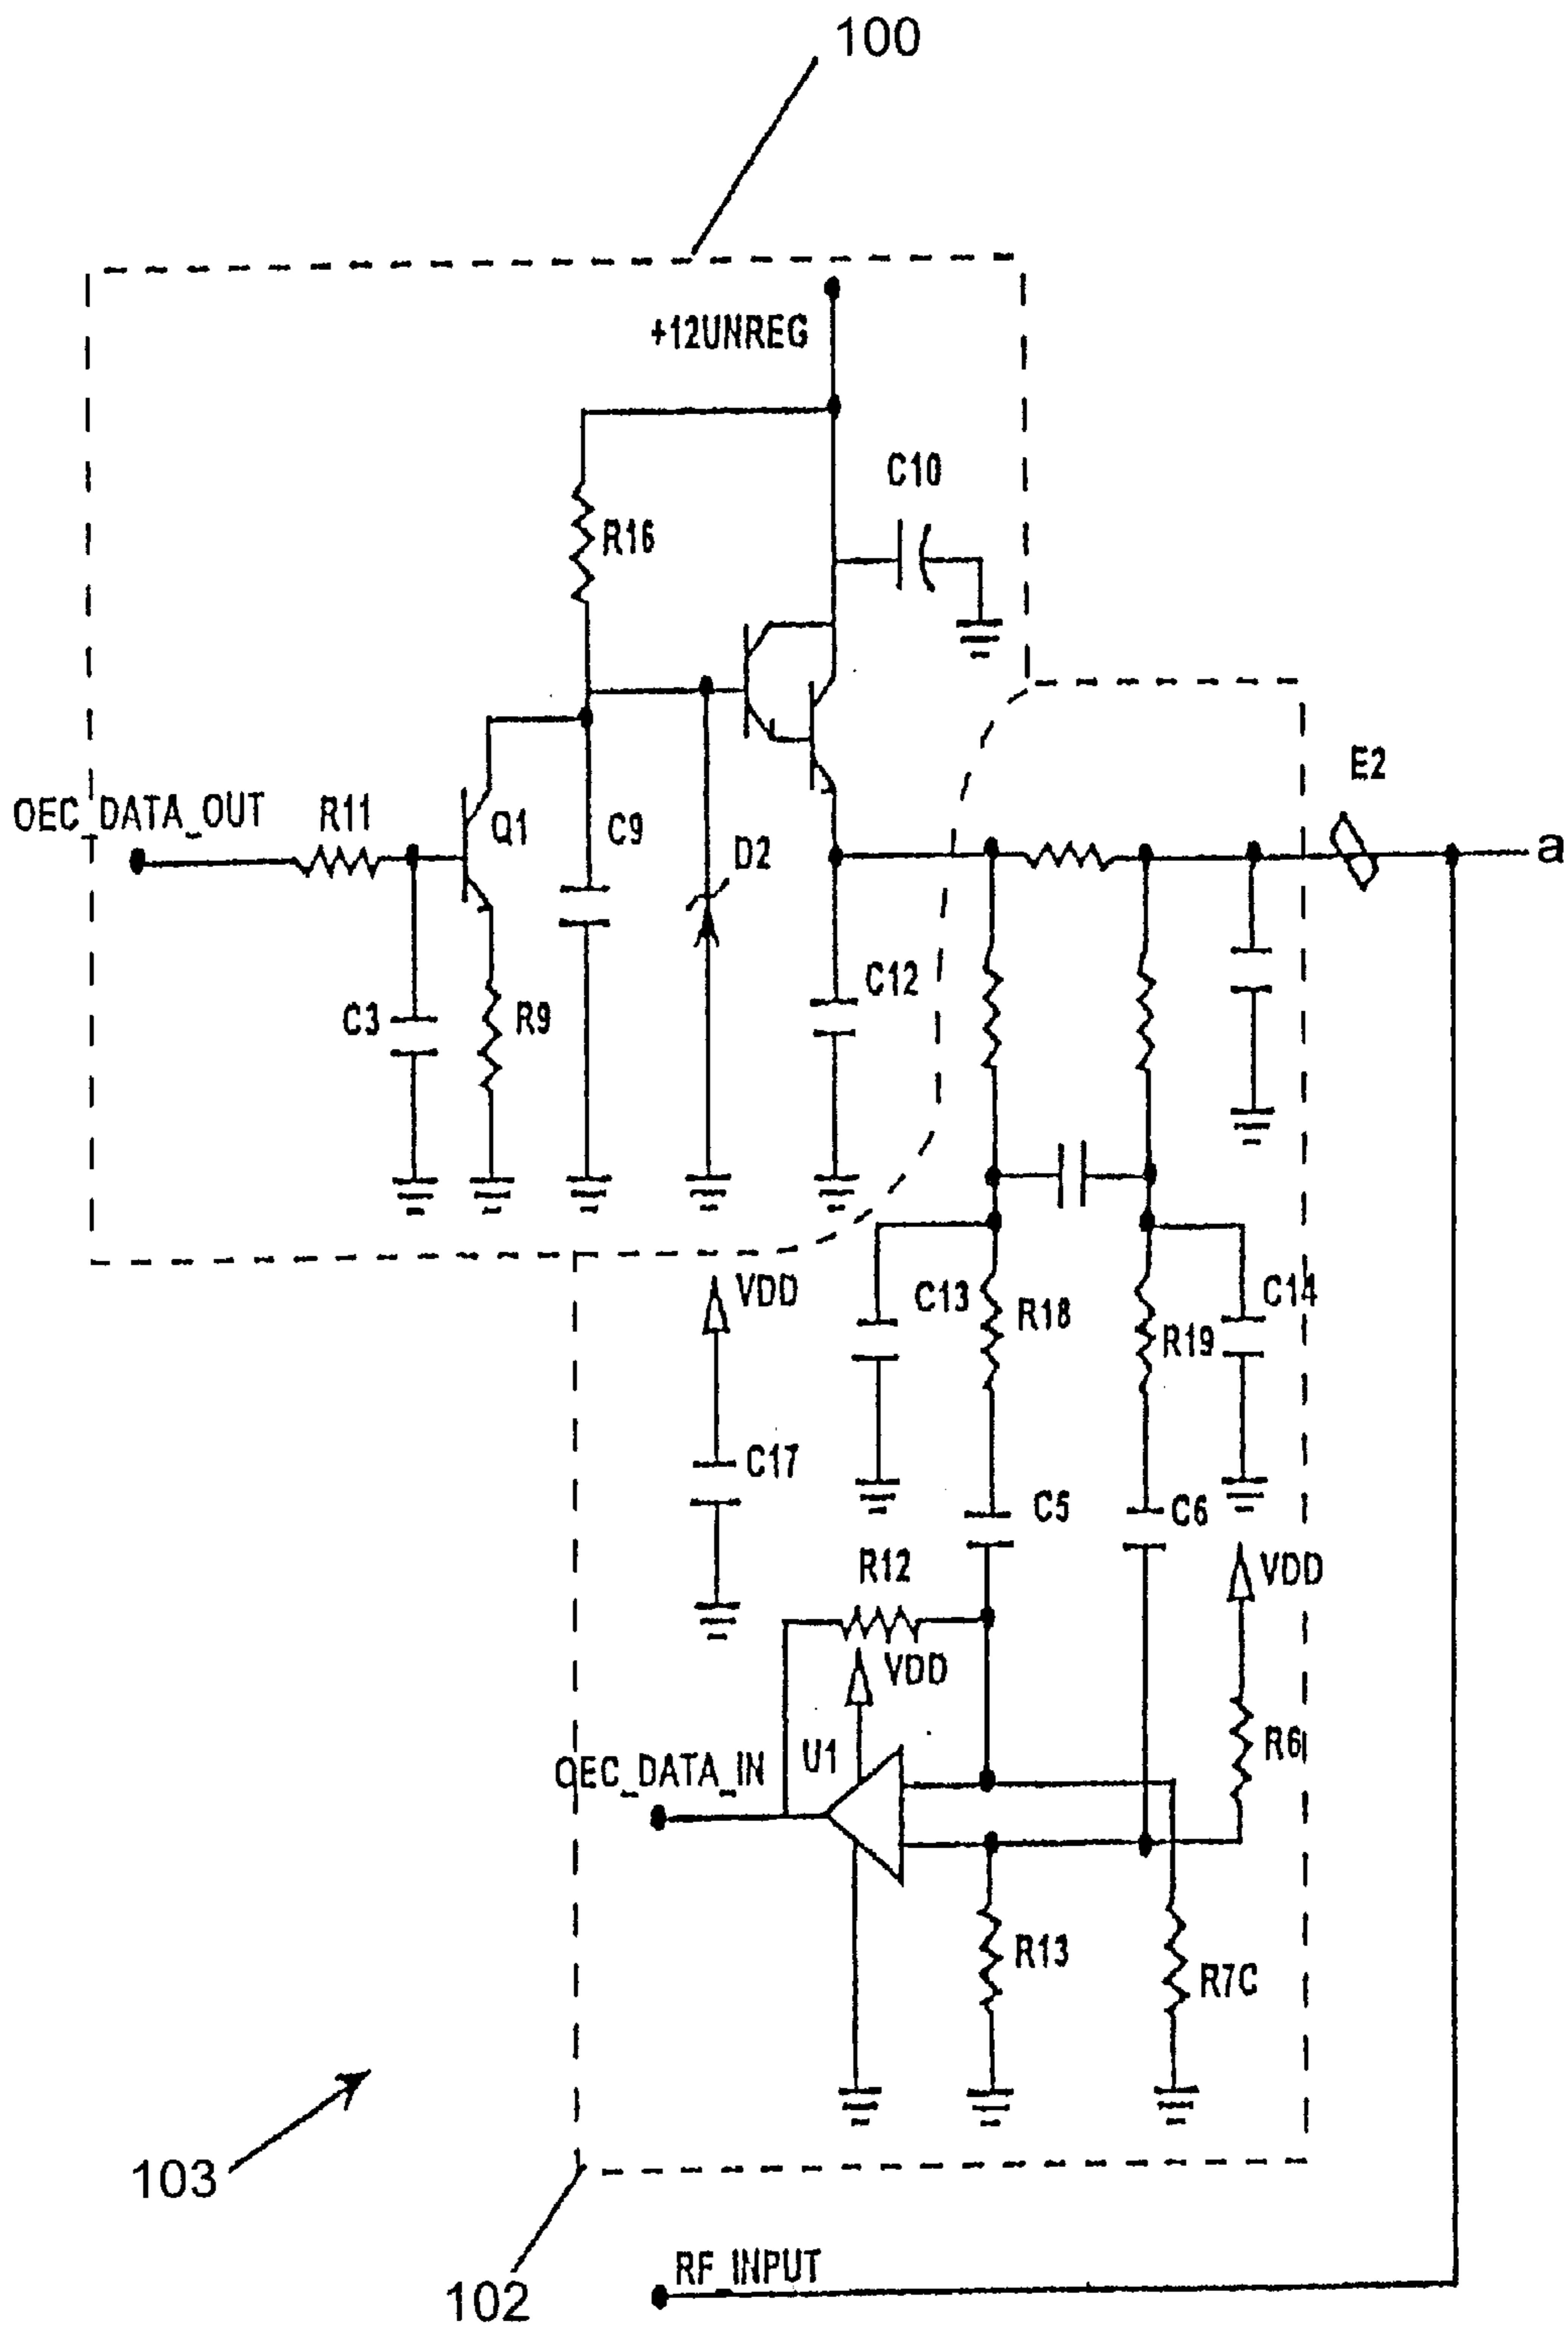 100
+12UNREG
C10
R16
E2
OEC_DATA_OUT
R11
Q1
C9
D2
a
C12
C3
R9
VDD
C13
R18
C14
R19
C17
C5
C6
R12
VDD
VDD
U1
R6
OEC_DATA_IN
R13
R7C
103
RF_INPUT
102